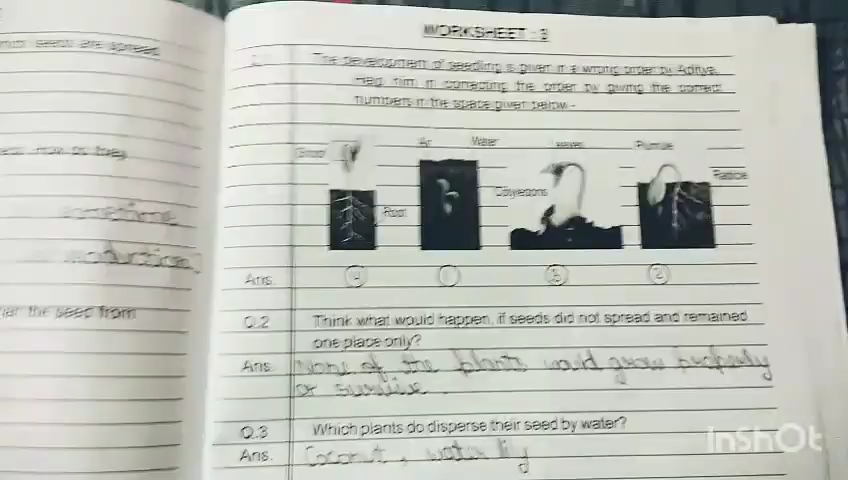 seeds are spread
how do they
sometime
the seed from
WORKSHEET : 3
The development of seedling is given in a wrong order by Aditya.
Help him in correcting the order by giving the correct
numbers in the space given below -
Shoot
Air Water
Plumule
Radicle
Cotyledons
Root
Ans. 4 1 3 2
Q.2 Think what would happen, if seeds did not spread and remained
one place only?
Ans. None of the plants would grow properly
or survive.
Q.3 Which plants do disperse their seed by water?
Ans. Coconut, water lily
InShOt